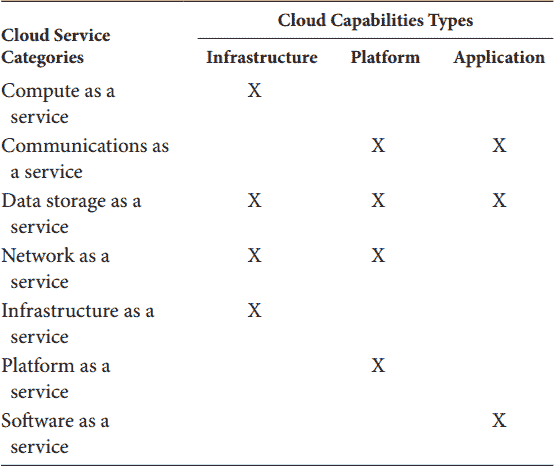 Cloud Capabilities Types
Cloud Service
Categories Infrastructure Platform Application
Compute as a X
service
Communications as X X
a service
Data storage as a X X X
service
Network as a X X
service
Infrastructure as a X
service
Platform as a X
service
Software as a X
service